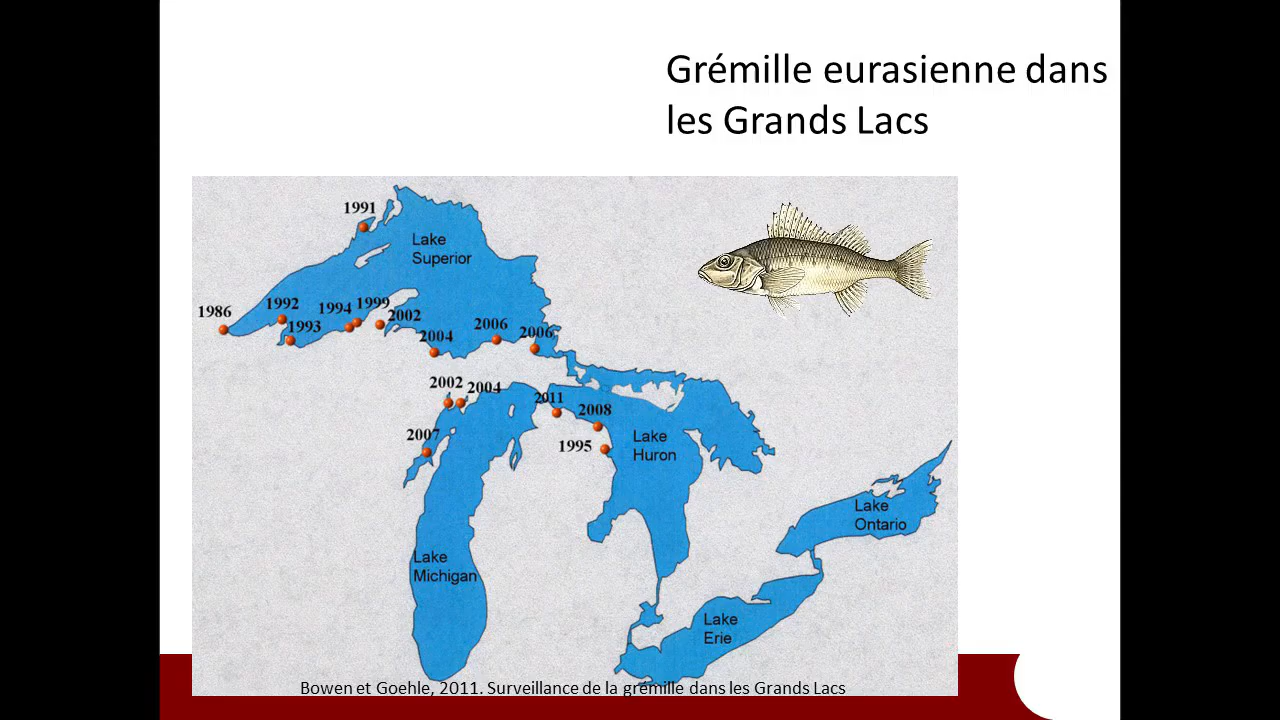 Grémille eurasienne dans
les Grands Lacs
1991
Lake
Superior
1986
1992
1993
1994
1999
2002
2004
2006
2006
2002
2004
2007
2011
2008
1995
Lake
Huron
Lake
Ontario
Lake
Michigan
Lake
Erie
Bowen et Goehle, 2011. Surveillance de la grémille dans les Grands Lacs